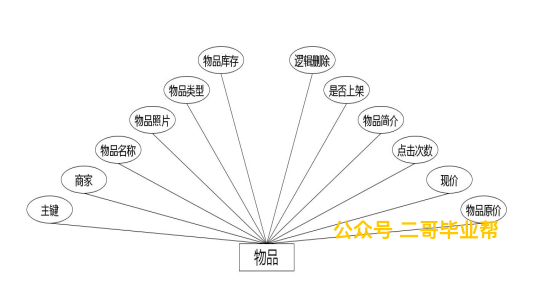 物品库存
逻辑删除
物品类型
是否上架
物品照片
物品简介
物品名称
点击次数
商家
现价
主键
物品原价
公众号 二哥毕业帮
物品